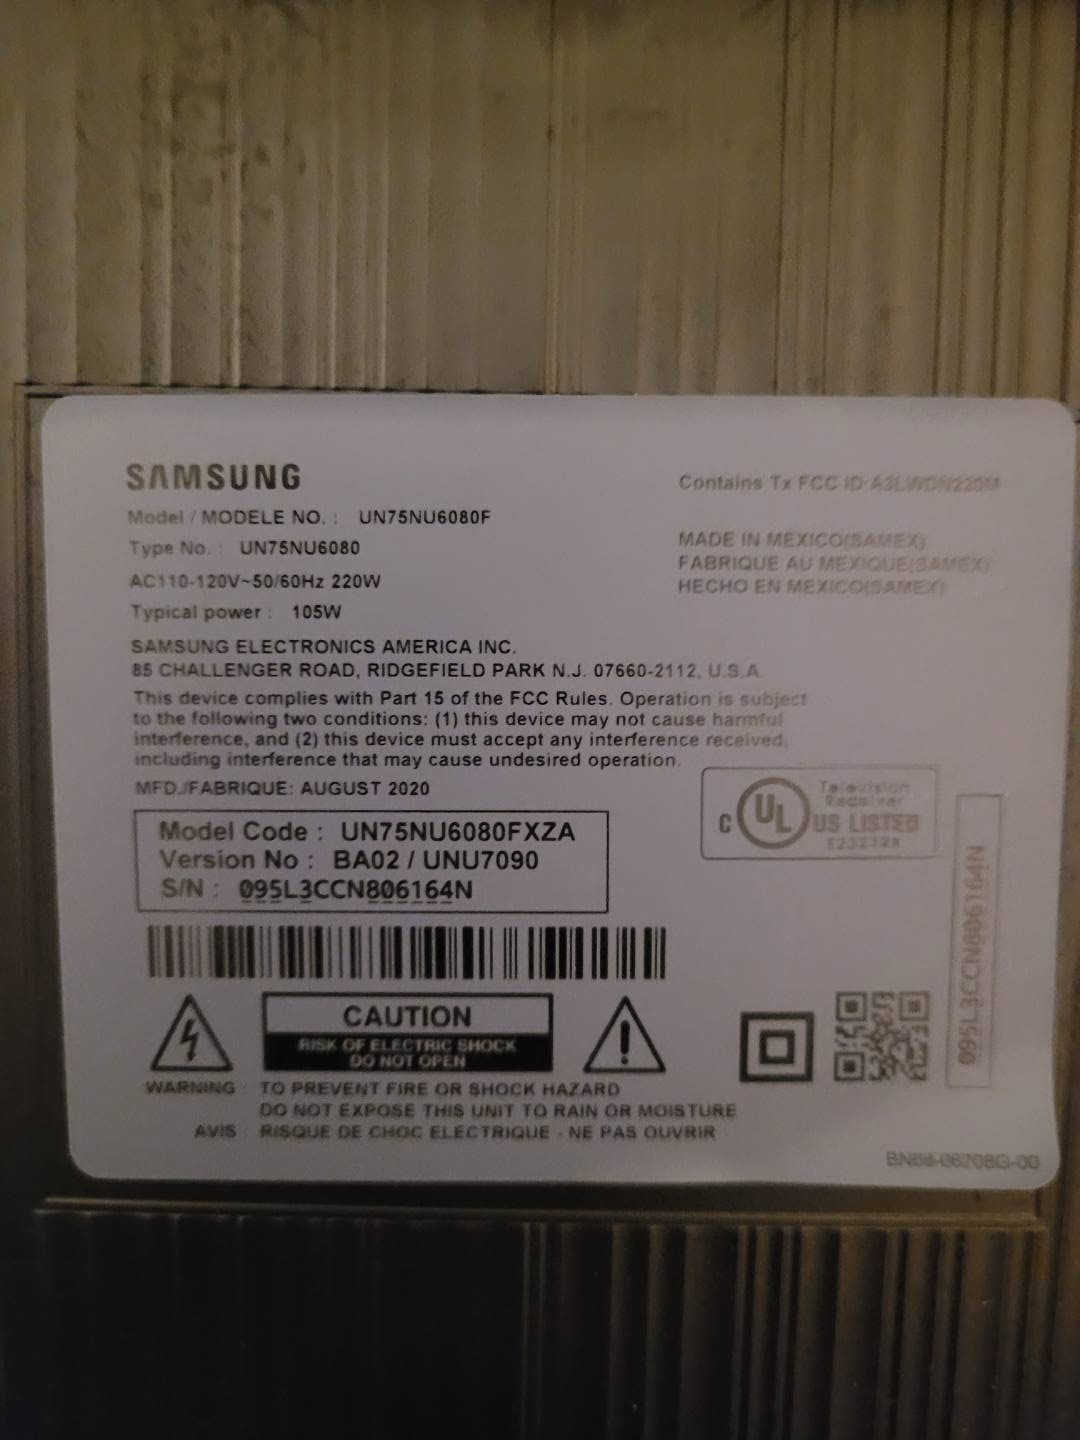 SAMSUNG
Contains Tx FCC ID:A3LWDN220M
Model / MODELE NO. : UN75NU6080F
Type No. : UN75NU6080
AC110-120V~50/60Hz 220W
Typical power : 105W
MADE IN MEXICO(SAMEX)
FABRIQUE AU MEXIQUE(SAMEX)
HECHO EN MEXICO(SAMEX)
SAMSUNG ELECTRONICS AMERICA INC.
85 CHALLENGER ROAD, RIDGEFIELD PARK N.J. 07660-2112, U.S.A
This device complies with Part 15 of the FCC Rules. Operation is subject
to the following two conditions: (1) this device may not cause harmful
interference, and (2) this device must accept any interference received,
including interference that may cause undesired operation.
MFD./FABRIQUE: AUGUST 2020
Model Code : UN75NU6080FXZA
Version No : BA02 / UNU7090
S/N : 095L3CCN806164N
Television
Receiver
C UL US LISTED
095L3CCN806164N
CAUTION
RISK OF ELECTRIC SHOCK
DO NOT OPEN
WARNING TO PREVENT FIRE OR SHOCK HAZARD
DO NOT EXPOSE THIS UNIT TO RAIN OR MOISTURE
AVIS RISQUE DE CHOC ELECTRIQUE - NE PAS OUVRIR
BN68-06708G-00